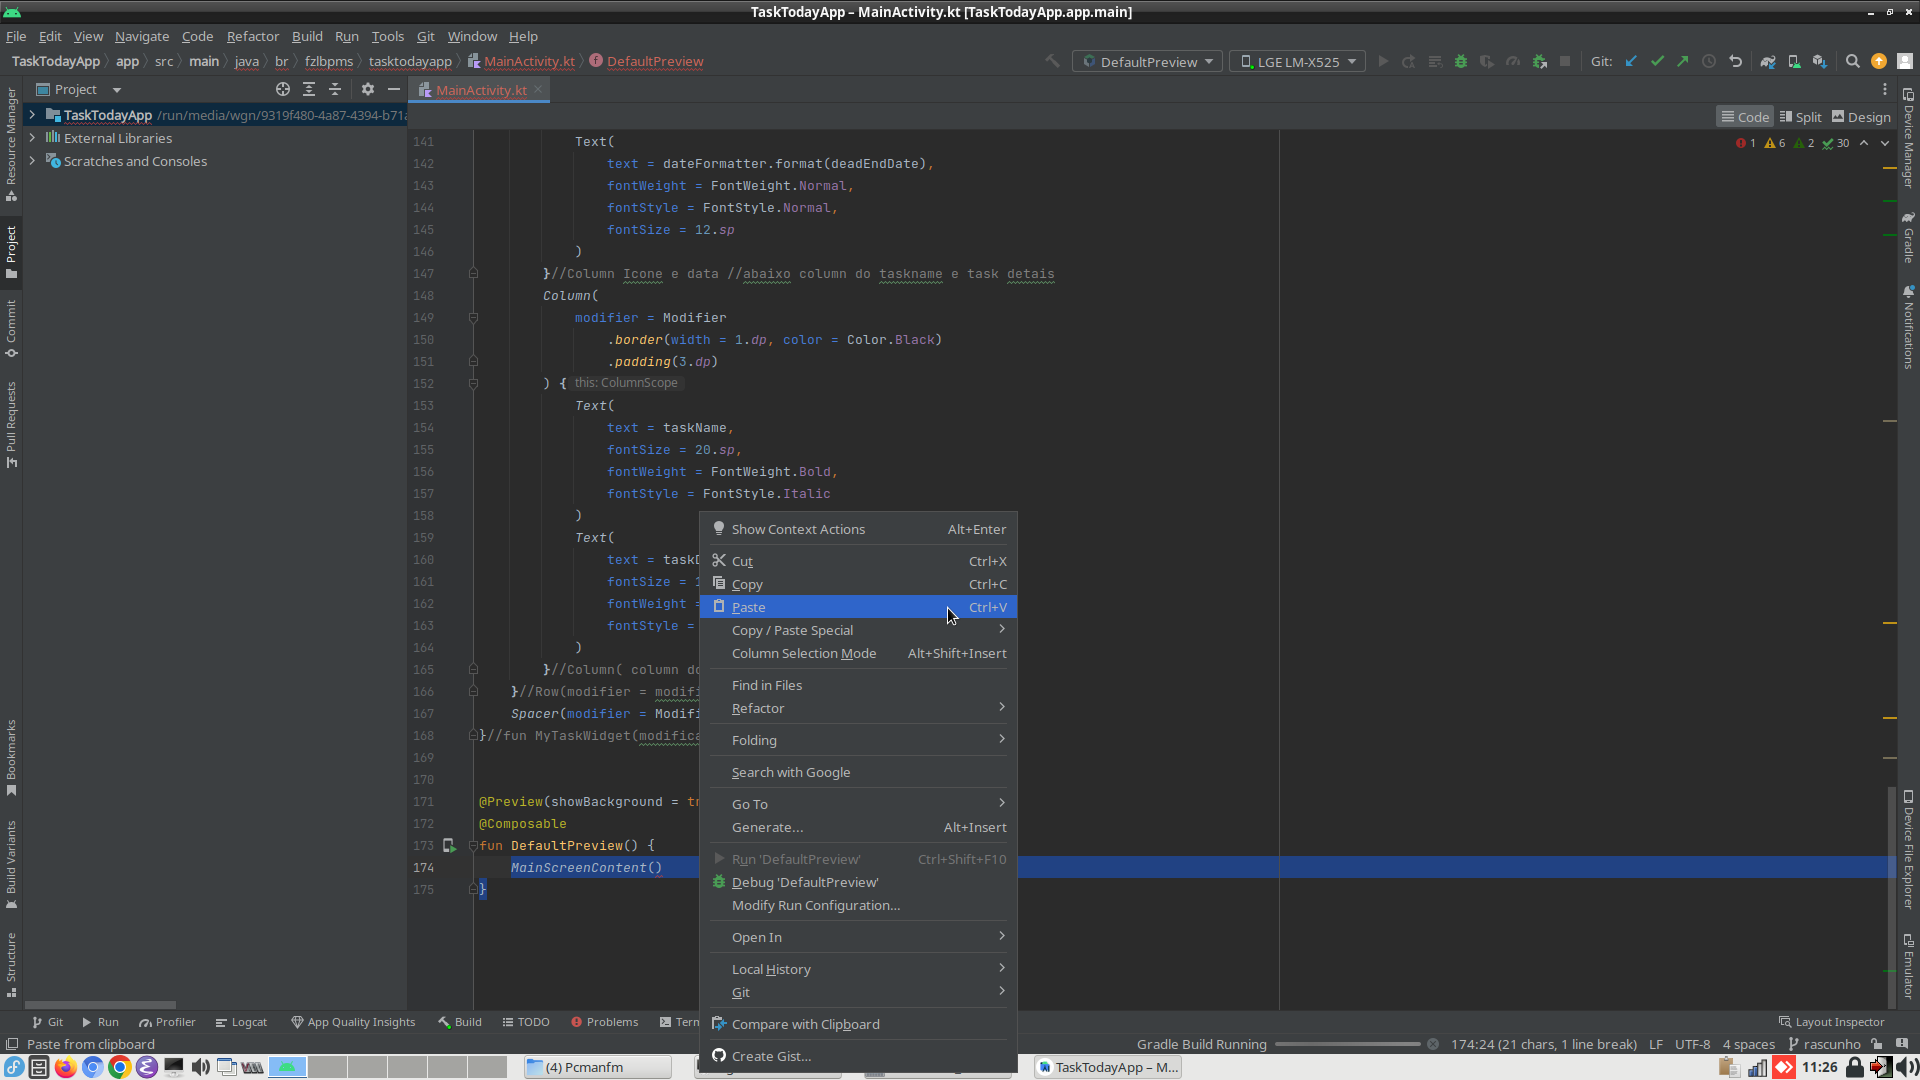 TaskTodayApp – MainActivity.kt [TaskTodayApp.app.main]
File Edit View Navigate Code Refactor Build Run Tools Git Window Help
TaskTodayApp app src main java br fzlbpms tasktodayapp MainActivity.kt DefaultPreview
DefaultPreview LGE LM-X525 Git:
Project
MainActivity.kt
TaskTodayApp /run/media/wgn/9319f480-4a87-4394-b71
External Libraries
Scratches and Consoles
Code Split Design
1 6 2 30
141 Text(
142 text = dateFormatter.format(deadEndDate),
143 fontWeight = FontWeight.Normal,
144 fontStyle = FontStyle.Normal,
145 fontSize = 12.sp
146 )
147 }//Column Icone e data //abaixo column do taskname e task detais
148 Column(
149 modifier = Modifier
150 .border(width = 1.dp, color = Color.Black)
151 .padding(3.dp)
152 ) { this: ColumnScope
153 Text(
154 text = taskName,
155 fontSize = 20.sp,
156 fontWeight = FontWeight.Bold,
157 fontStyle = FontStyle.Italic
158 )
159 Text(
160 text = task
161 fontSize = 1
162 fontWeight =
163 fontStyle =
164 )
165 }//Column( column do
166 }//Row(modifier = modifi
167 Spacer(modifier = Modifi
168 }//fun MyTaskWidget(modifica
169
170
171 @Preview(showBackground = tr
172 @Composable
173 fun DefaultPreview() {
174 MainScreenContent()
175 }
Show Context Actions Alt+Enter
Cut Ctrl+X
Copy Ctrl+C
Paste Ctrl+V
Copy / Paste Special
Column Selection Mode Alt+Shift+Insert
Find in Files
Refactor
Folding
Search with Google
Go To
Generate... Alt+Insert
Run 'DefaultPreview' Ctrl+Shift+F10
Debug 'DefaultPreview'
Modify Run Configuration...
Open In
Local History
Git
Compare with Clipboard
Create Gist...
Resource Manager
Project
Commit
Pull Requests
Bookmarks
Build Variants
Structure
Device Manager
Gradle
Notifications
Device File Explorer
Emulator
Git Run Profiler Logcat App Quality Insights Build TODO Problems Tern Layout Inspector
Paste from clipboard Gradle Build Running 174:24 (21 chars, 1 line break) LF UTF-8 4 spaces rascunho
(4) Pcmanfm TaskTodayApp – M... 11:26